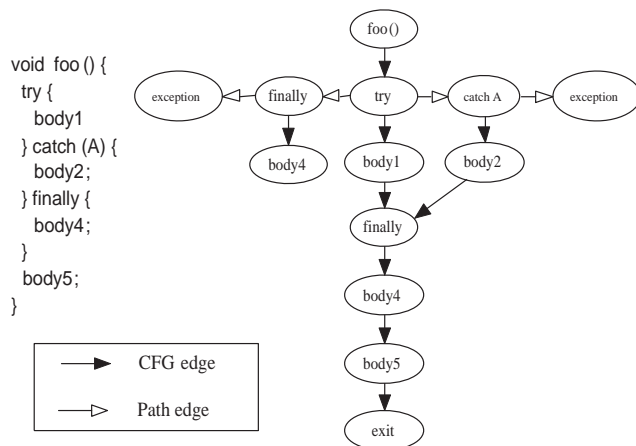 void foo () {
try {
body1
} catch (A) {
body2;
} finally {
body4;
}
body5;
}
foo ()
exception
finally
try
catch A
exception
body4
body1
body2
finally
body4
body5
exit
CFG edge
Path edge